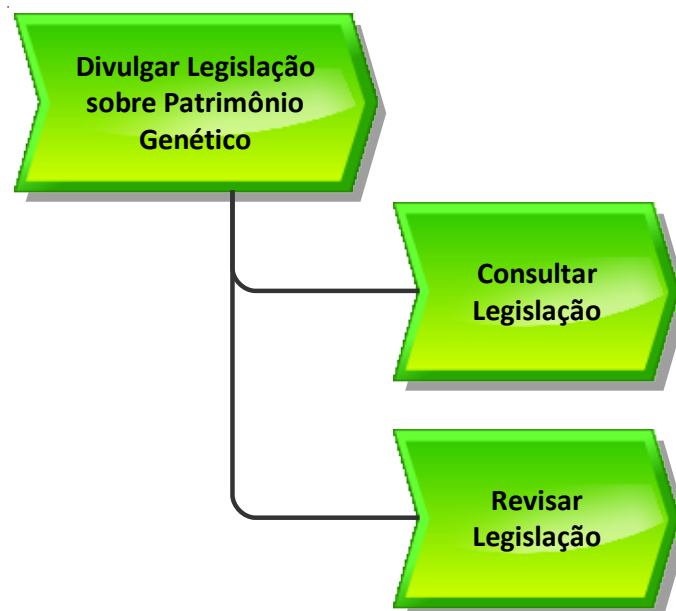 Divulgar Legislação
sobre Patrimônio
Genético
Consultar
Legislação
Revisar
Legislação